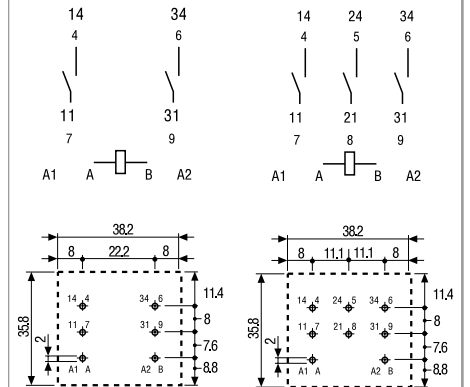 14 34 14 24 34
4 6 4 5 6
11 31 11 21 31
7 9 7 8 9
A1 A B A2 A1 A B A2
38.2 38.2
8 22.2 8 8 11.1 11.1 8
35.8 11.4 35.8 11.4
14 4 34 6 14 4 24 5 34 6
8 8
11 7 31 9 11 7 21 8 31 9
2 7.6 2 7.6
A1 A A2 B 8.8 A1 A A2 B 8.8